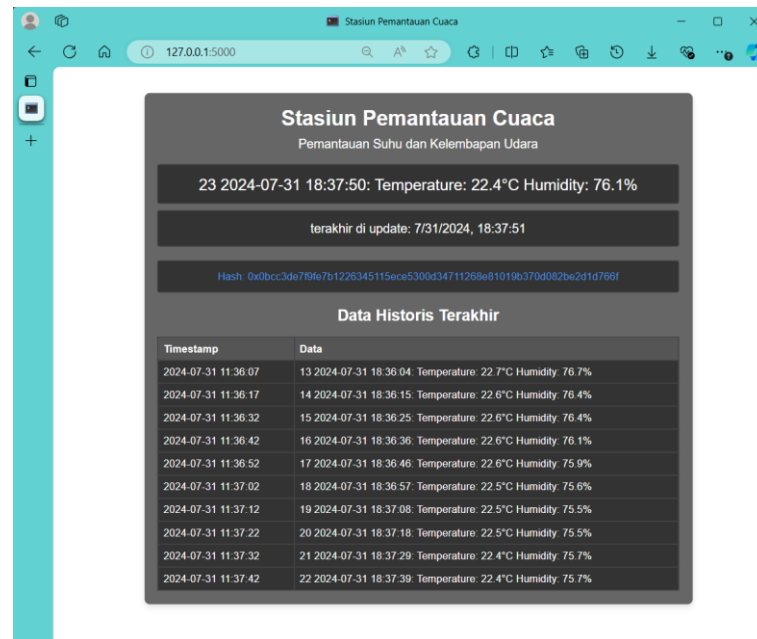 Stasiun Pemantauan Cuaca
127.0.0.1:5000
Stasiun Pemantauan Cuaca
Pemantauan Suhu dan Kelembapan Udara
23 2024-07-31 18:37:50: Temperature: 22.4°C Humidity: 76.1%
terakhir di update: 7/31/2024, 18:37:51
Hash: 0x0bcc3de7f9fe7b1226345115ece5300d34711268e81019b370d082be2d1d766f
Data Historis Terakhir
Timestamp Data
2024-07-31 11:36:07 13 2024-07-31 18:36:04: Temperature: 22.7°C Humidity: 76.7%
2024-07-31 11:36:17 14 2024-07-31 18:36:15: Temperature: 22.6°C Humidity: 76.4%
2024-07-31 11:36:32 15 2024-07-31 18:36:25: Temperature: 22.6°C Humidity: 76.4%
2024-07-31 11:36:42 16 2024-07-31 18:36:36: Temperature: 22.6°C Humidity: 76.1%
2024-07-31 11:36:52 17 2024-07-31 18:36:46: Temperature: 22.6°C Humidity: 75.9%
2024-07-31 11:37:02 18 2024-07-31 18:36:57: Temperature: 22.5°C Humidity: 75.6%
2024-07-31 11:37:12 19 2024-07-31 18:37:08: Temperature: 22.5°C Humidity: 75.5%
2024-07-31 11:37:22 20 2024-07-31 18:37:18: Temperature: 22.5°C Humidity: 75.5%
2024-07-31 11:37:32 21 2024-07-31 18:37:29: Temperature: 22.4°C Humidity: 75.7%
2024-07-31 11:37:42 22 2024-07-31 18:37:39: Temperature: 22.4°C Humidity: 75.7%